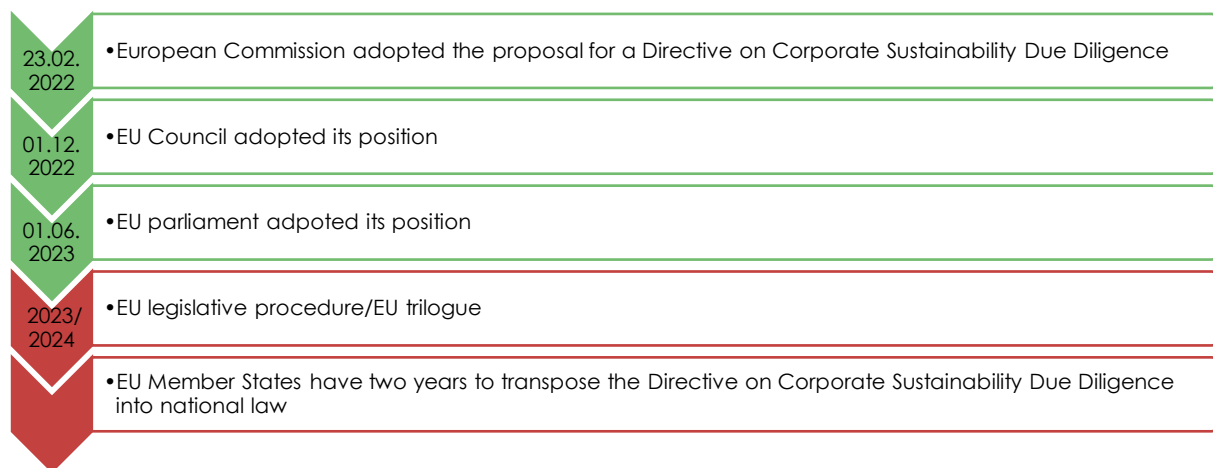 23.02.
2022
•European Commission adopted the proposal for a Directive on Corporate Sustainability Due Diligence
01.12.
2022
•EU Council adopted its position
01.06.
2023
•EU parliament adpoted its position
2023/
2024
•EU legislative procedure/EU trilogue
•EU Member States have two years to transpose the Directive on Corporate Sustainability Due Diligence
into national law